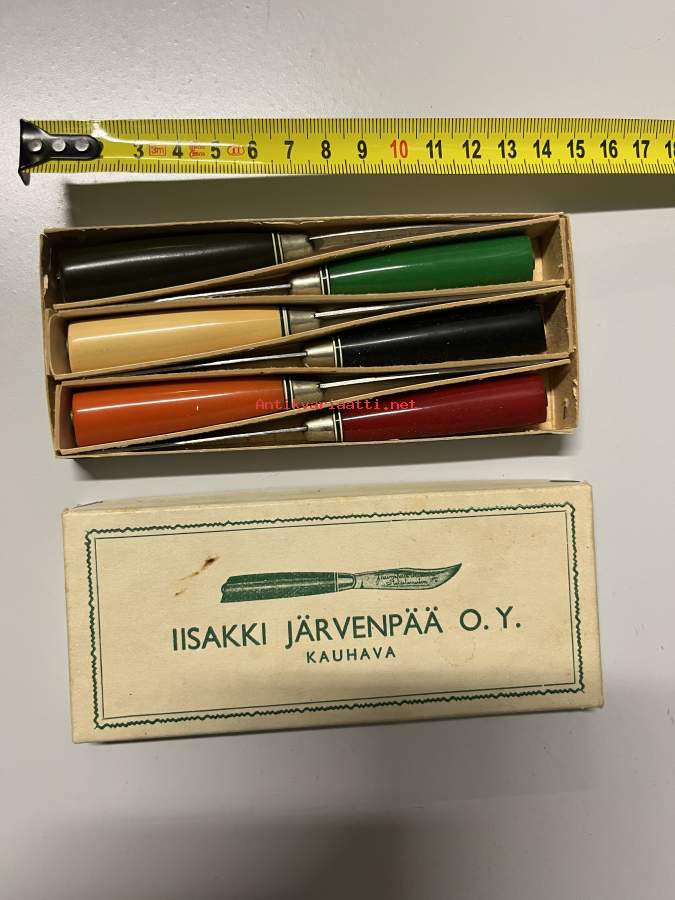 3 3m 4 5 6 7 8 9 10 11 12 13 14 15 16 17 18
Antikvariaatti.net
IISAKKI JÄRVENPÄÄ O.Y.
KAUHAVA